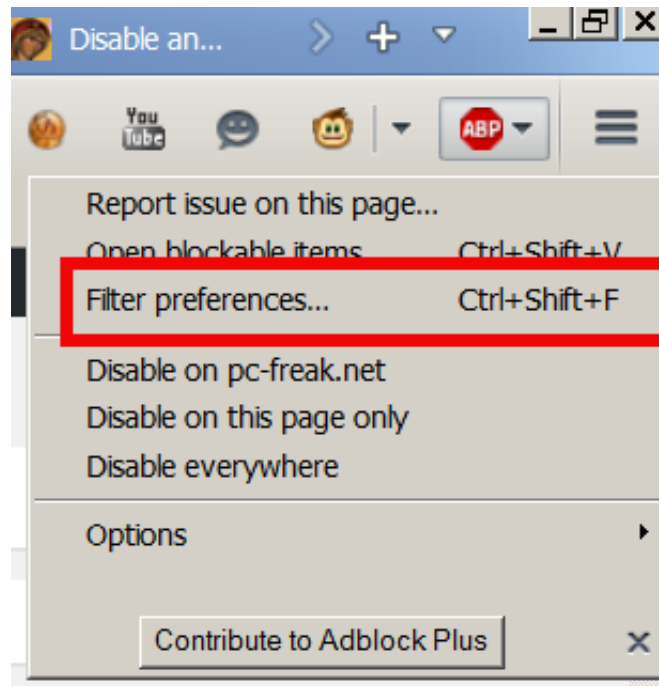 Disable an...
You
Tube
ABP
Report issue on this page...
Open blockable items Ctrl+Shift+V
Filter preferences... Ctrl+Shift+F
Disable on pc-freak.net
Disable on this page only
Disable everywhere
Options
Contribute to Adblock Plus